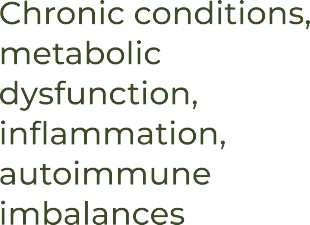 Chronic conditions,
metabolic
dysfunction,
inflammation,
autoimmune
imbalances